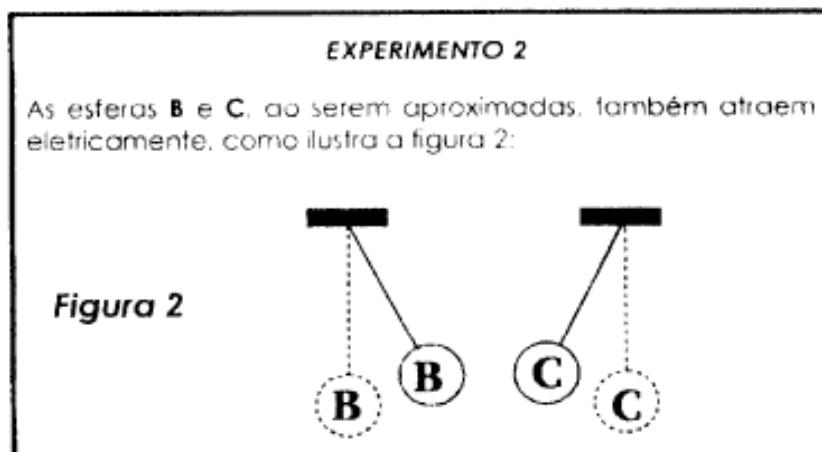 EXPERIMENTO 2
As esferas B e C, ao serem aproximadas, também atraem
eletricamente, como ilustra a figura 2:
Figura 2
B B C C